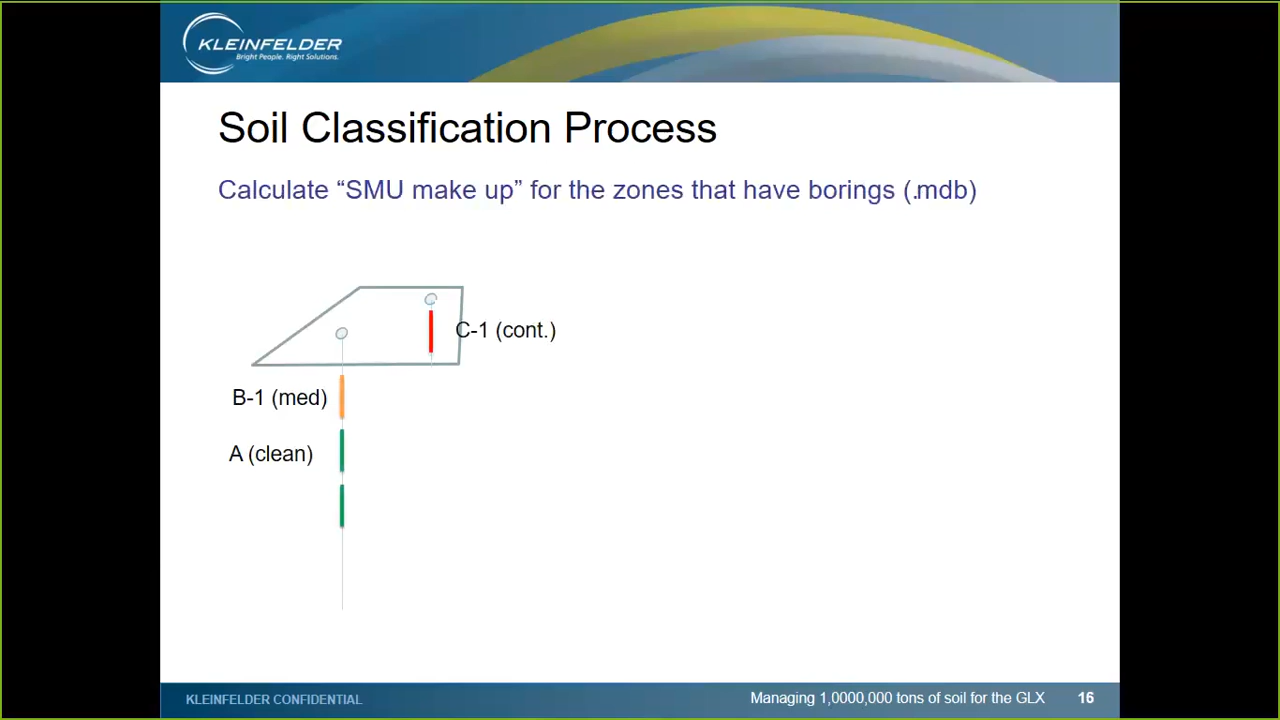 KLEINFELDER
Bright People. Right Solutions.
Soil Classification Process
Calculate “SMU make up” for the zones that have borings (.mdb)
C-1 (cont.)
B-1 (med)
A (clean)
KLEINFELDER CONFIDENTIAL
Managing 1,0000,000 tons of soil for the GLX
16